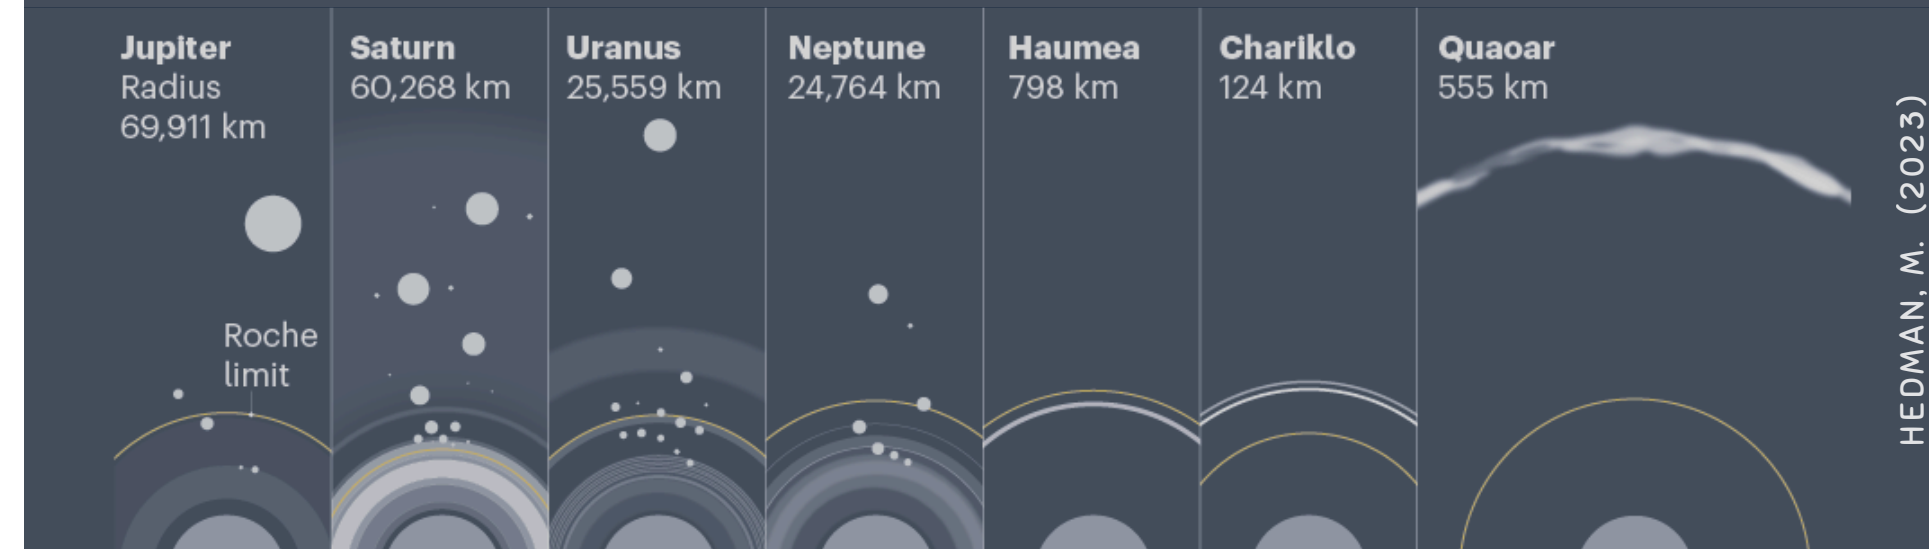 Jupiter
Radius
69,911 km
Saturn
60,268 km
Uranus
25,559 km
Neptune
24,764 km
Haumea
798 km
Chariklo
124 km
Quaoar
555 km
Roche
limit
HEDMAN, M. (2023)